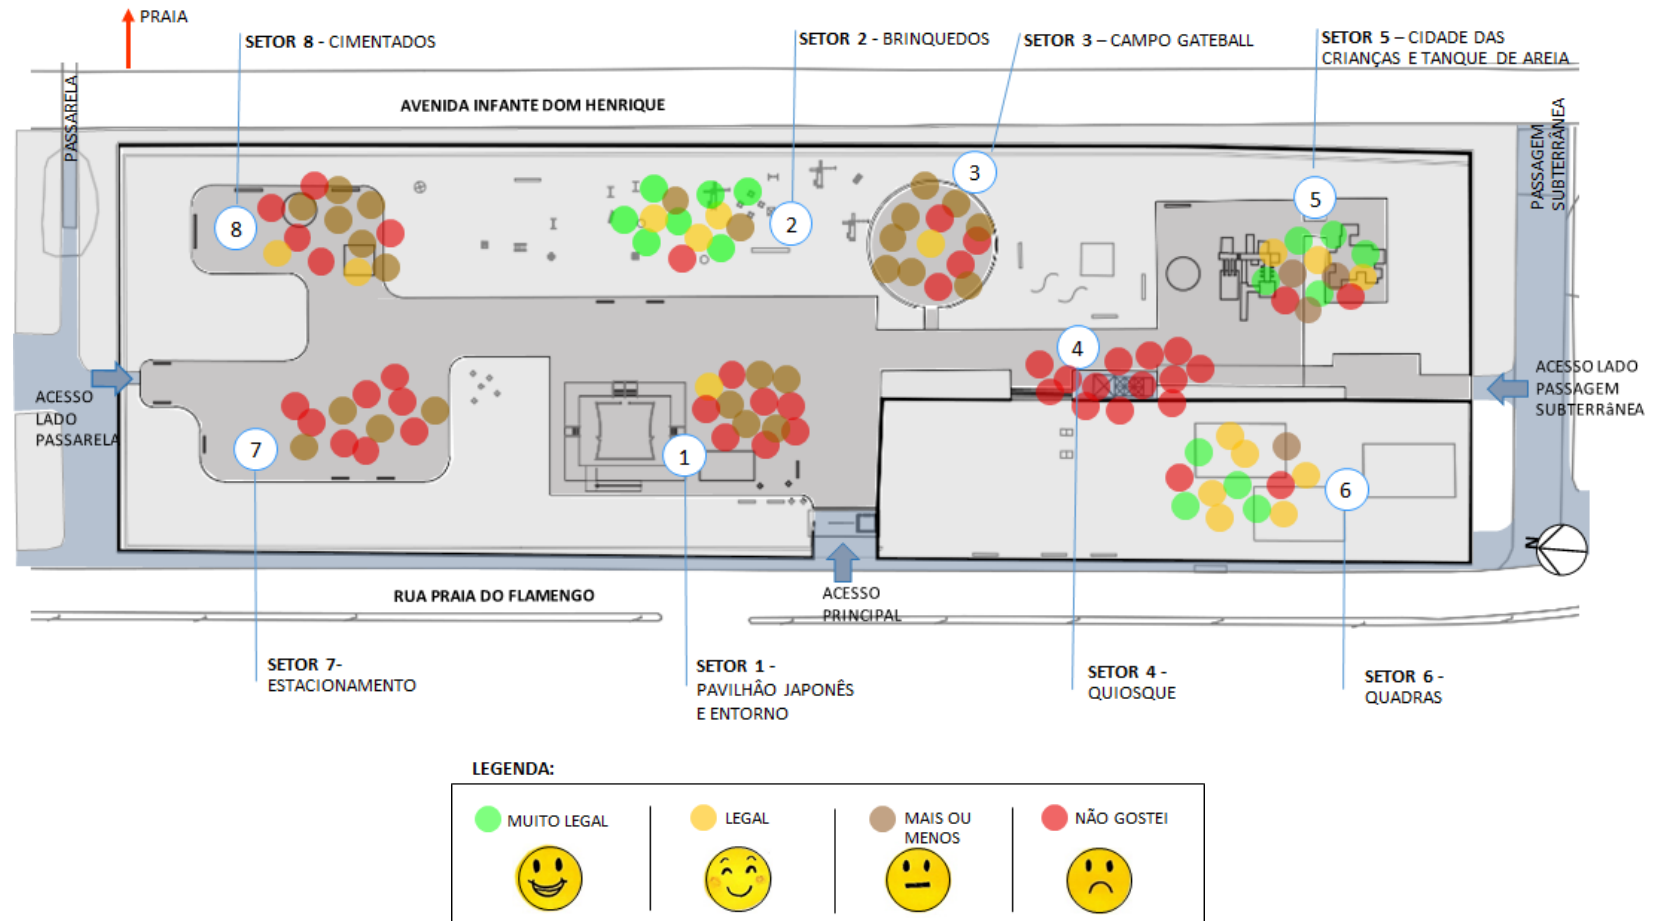 PRAIA
SETOR 8 - CIMENTADOS
SETOR 2 - BRINQUEDOS
SETOR 3 – CAMPO GATEBALL
SETOR 5 – CIDADE DAS
CRIANÇAS E TANQUE DE AREIA
PASSARELA
AVENIDA INFANTE DOM HENRIQUE
PASSAGEM
SUBTERRÂNEA
3
5
8
2
4
ACESSO
LADO
PASSARELA
ACESSO LADO
PASSAGEM
SUBTERRâNEA
7
1
6
N
RUA PRAIA DO FLAMENGO
ACESSO
PRINCIPAL
SETOR 7-
ESTACIONAMENTO
SETOR 1 -
PAVILHÂO JAPONÊS
E ENTORNO
SETOR 4 -
QUIOSQUE
SETOR 6 -
QUADRAS
LEGENDA:
MUITO LEGAL
LEGAL
MAIS OU
MENOS
NÃO GOSTEI